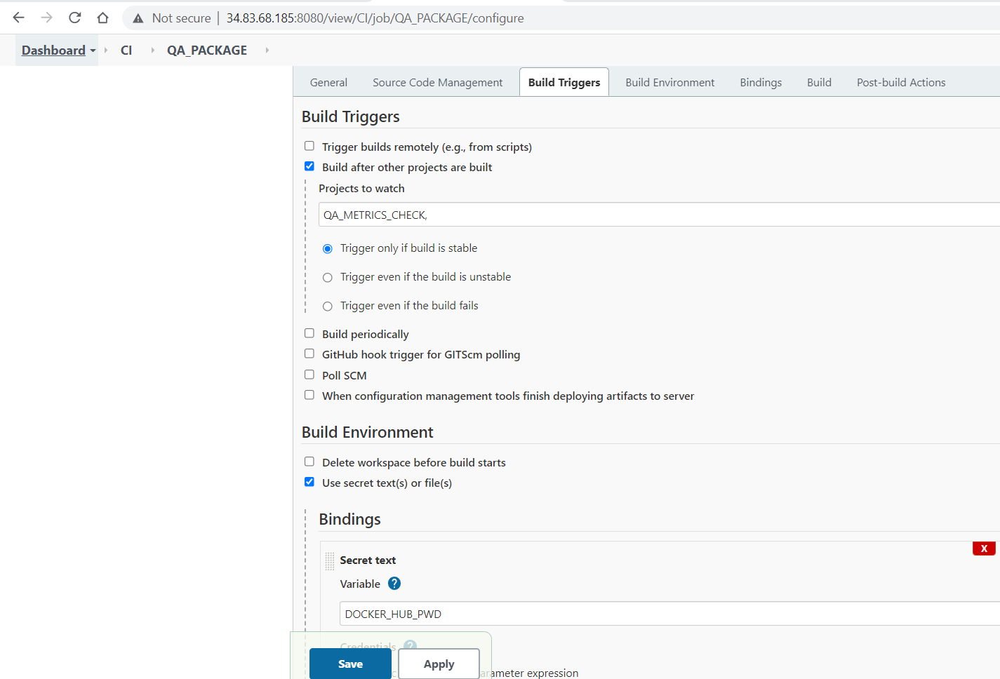 Not secure | 34.83.68.185:8080/view/CI/job/QA_PACKAGE/configure
Dashboard CI QA_PACKAGE
General Source Code Management Build Triggers Build Environment Bindings Build Post-build Actions
Build Triggers
Trigger builds remotely (e.g., from scripts)
Build after other projects are built
Projects to watch
QA_METRICS_CHECK,
Trigger only if build is stable
Trigger even if the build is unstable
Trigger even if the build fails
Build periodically
GitHub hook trigger for GITScm polling
Poll SCM
When configuration management tools finish deploying artifacts to server
Build Environment
Delete workspace before build starts
Use secret text(s) or file(s)
Bindings
X
Secret text
Variable ?
DOCKER_HUB_PWD
Credentials ?
Save Apply
arameter expression